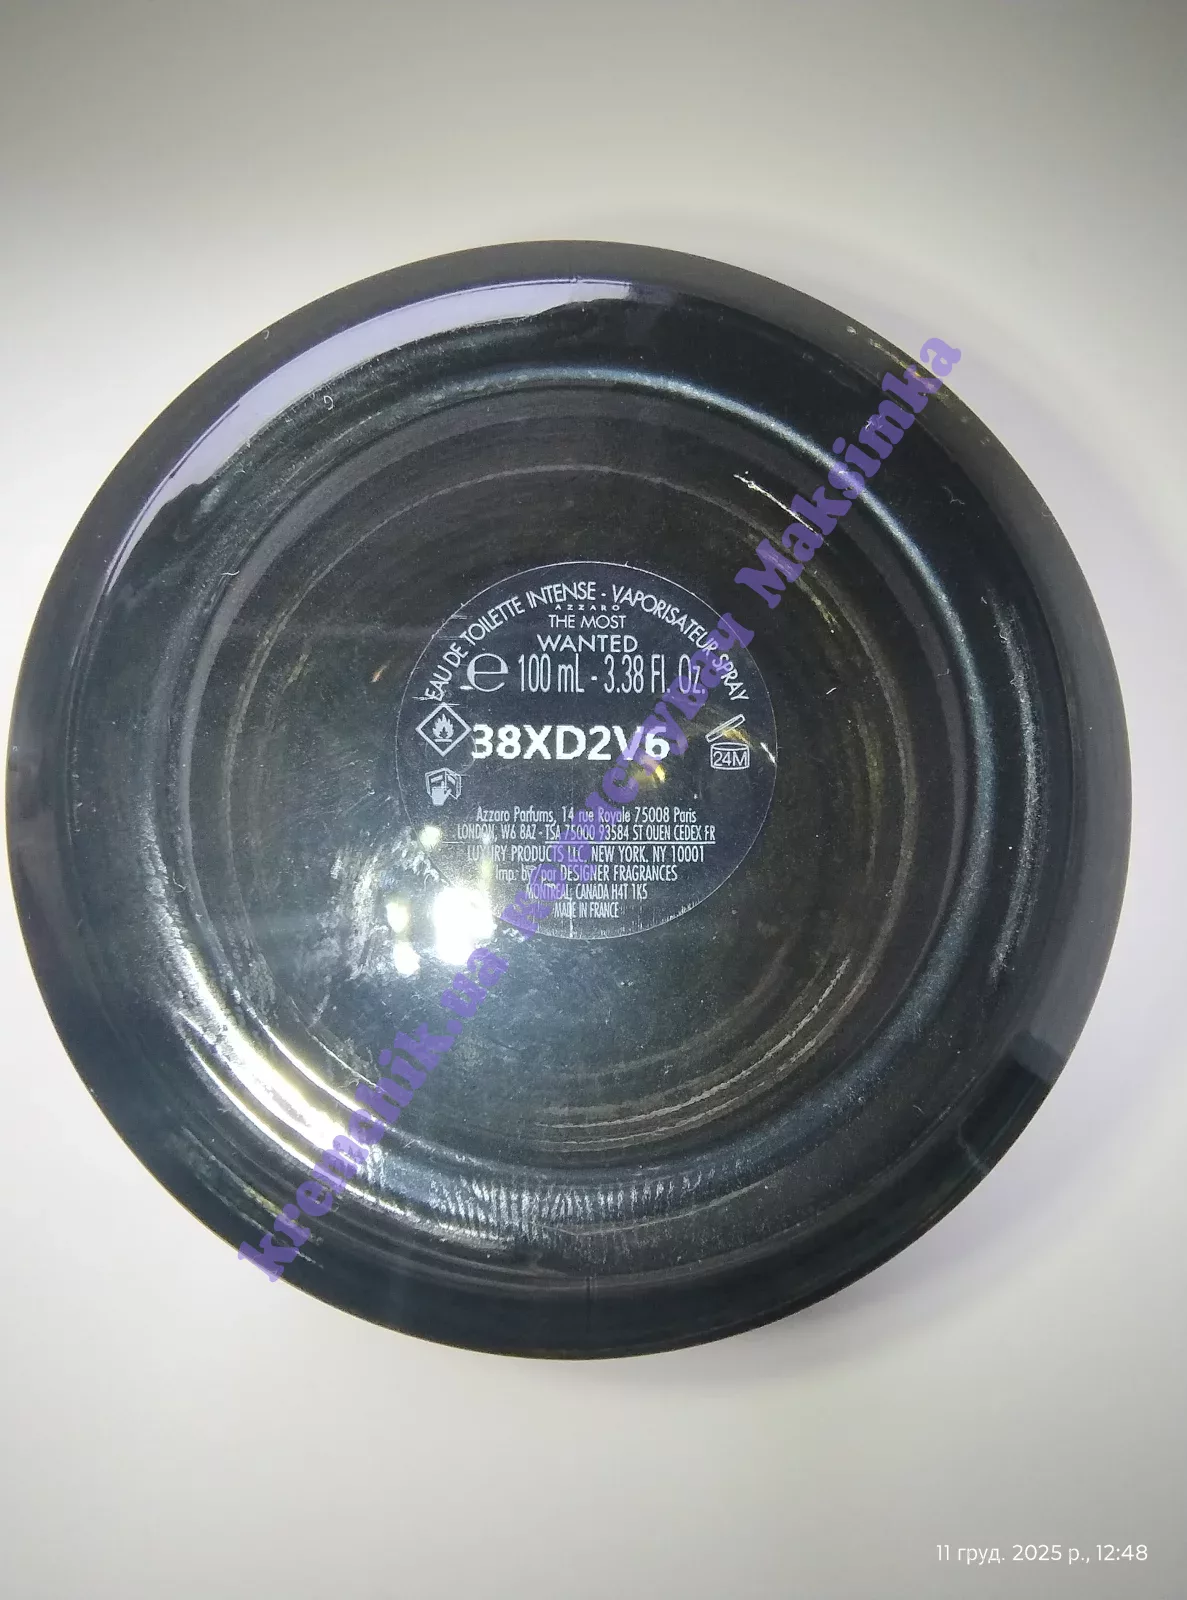 EAU DE TOILETTE INTENSE - VAPORISATEUR SPRAY
AZZARO
THE MOST
WANTED
e 100 mL - 3.38 Fl. Oz.
38XD2V6
24M
Azzaro Parfums, 14 rue Royale 75008 Paris
LONDON, W6 8AZ - TSA 75000 93584 ST OUEN CEDEX FR
LUXURY PRODUCTS LLC, NEW YORK, NY 10001
Imp. by/par DESIGNER FRAGRANCES
MONTREAL, CANADA H4T 1K5
MADE IN FRANCE
kremchik.ua користувач Maksimka
11 груд. 2025 р., 12:48